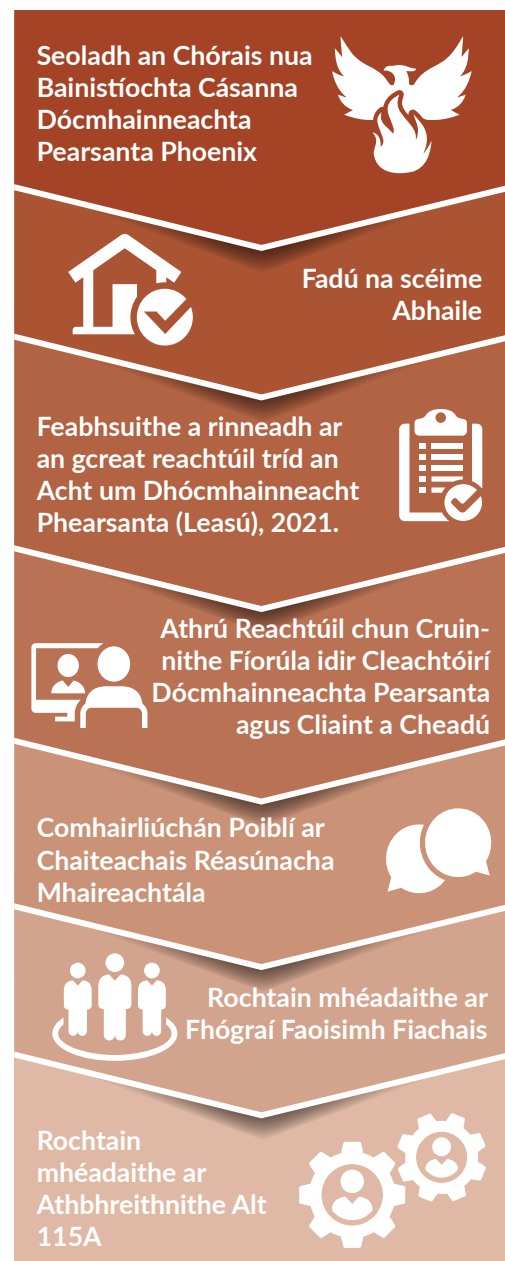 Seoladh an Chórais nua
Bainistíochta Cásanna
Dócmhainneachta
Pearsanta Phoenix
Fadú na scéime
Abhaile
Feabhsuithe a rinneadh ar
an gcreat reachtúil tríd an
Acht um Dhócmhainneacht
Phearsanta (Leasú), 2021.
Athrú Reachtúil chun Cruin-
nithe Fíorúla idir Cleachtóirí
Dócmhainneachta Pearsanta
agus Cliaint a Cheadú
Comhairliúchán Poiblí ar
Chaiteachais Réasúnacha
Mhaireachtála
Rochtain mhéadaithe ar
Fhógraí Faoisimh Fiachais
Rochtain
mhéadaithe ar
Athbhreithnithe Alt
115A